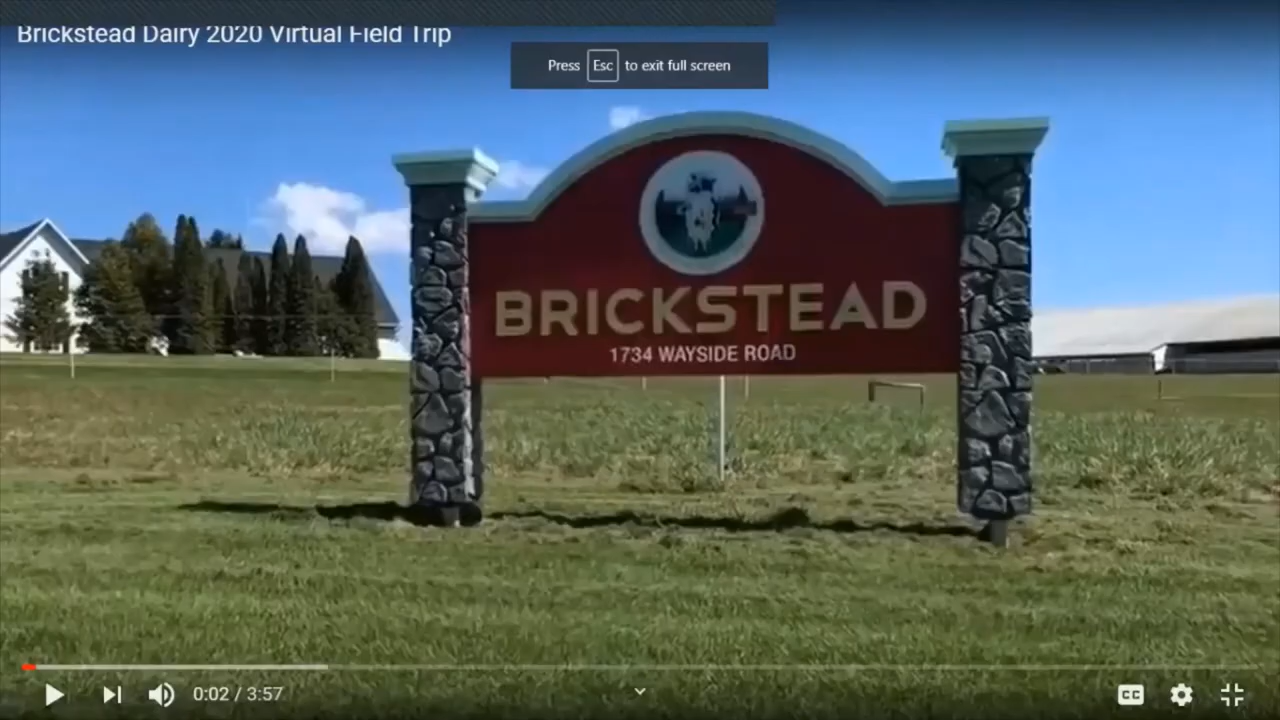 Brickstead Dairy 2020 Virtual Field Trip
Press Esc to exit full screen
BRICKSTEAD
1734 WAYSIDE ROAD
0:02 / 3:57
CC